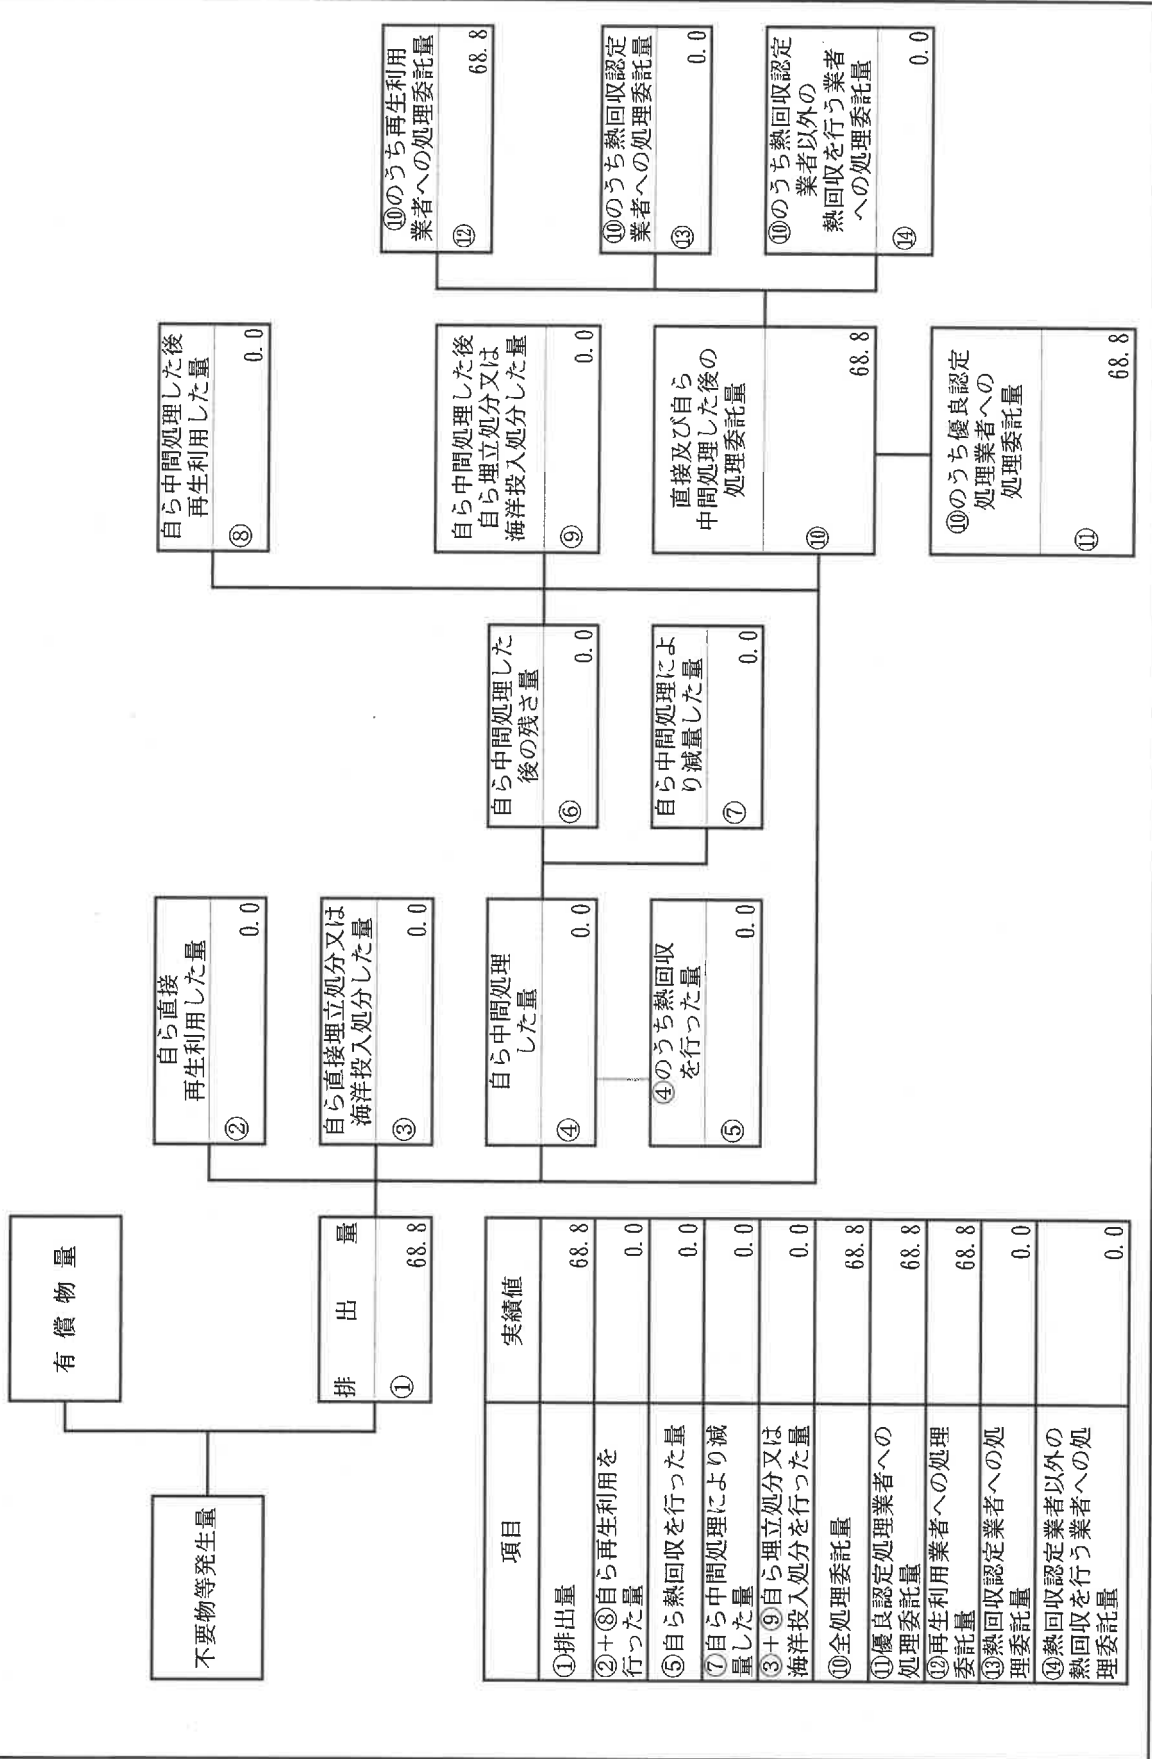 不要物等発生量
有償物量
排出量
① 68.8
自ら直接
再生利用した量
② 0.0
自ら直接埋立処分又は
海洋投入処分した量
③ 0.0
自ら中間処理
した量
④ 0.0
④のうち熱回収
を行った量
⑤ 0.0
自ら中間処理した
後の残さ量
⑥ 0.0
自ら中間処理によ
り減量した量
⑦ 0.0
自ら中間処理した後
再生利用した量
⑧ 0.0
自ら中間処理した後
自ら埋立処分又は
海洋投入処分した量
⑨ 0.0
直接及び自ら
中間処理した後の
処理委託量
⑩ 68.8
⑩のうち優良認定
処理業者への
処理委託量
⑪ 68.8
⑩のうち再生利用
業者への処理委託量
⑫ 68.8
⑩のうち熱回収認定
業者への処理委託量
⑬ 0.0
⑩のうち熱回収認定
業者以外の
熱回収を行う業者
への処理委託量
⑭ 0.0
項目 実績値
①排出量 68.8
②+⑧自ら再生利用を
行った量 0.0
⑤自ら熱回収を行った量 0.0
⑦自ら中間処理により減
量した量 0.0
③+⑨自ら埋立処分又は
海洋投入処分を行った量 0.0
⑩全処理委託量 68.8
⑪優良認定処理業者への
処理委託量 68.8
⑫再生利用業者への処理
委託量 68.8
⑬熱回収認定業者への処
理委託量 0.0
⑭熱回収認定業者以外の
熱回収を行う業者への処
理委託量 0.0